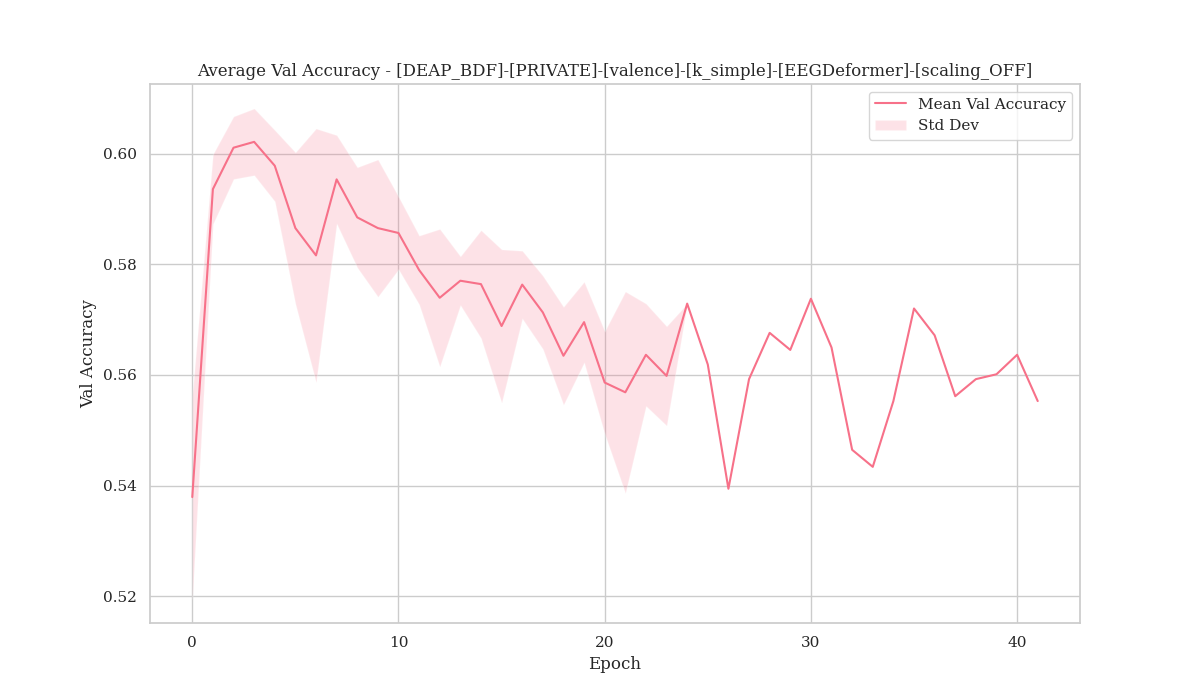 Average Val Accuracy - [DEAP_BDF]-[PRIVATE]-[valence]-[k_simple]-[EEGDeformer]-[scaling_OFF]
Mean Val Accuracy
Std Dev
0.60
0.58
0.56
0.54
0.52
Val Accuracy
0 10 20 30 40
Epoch